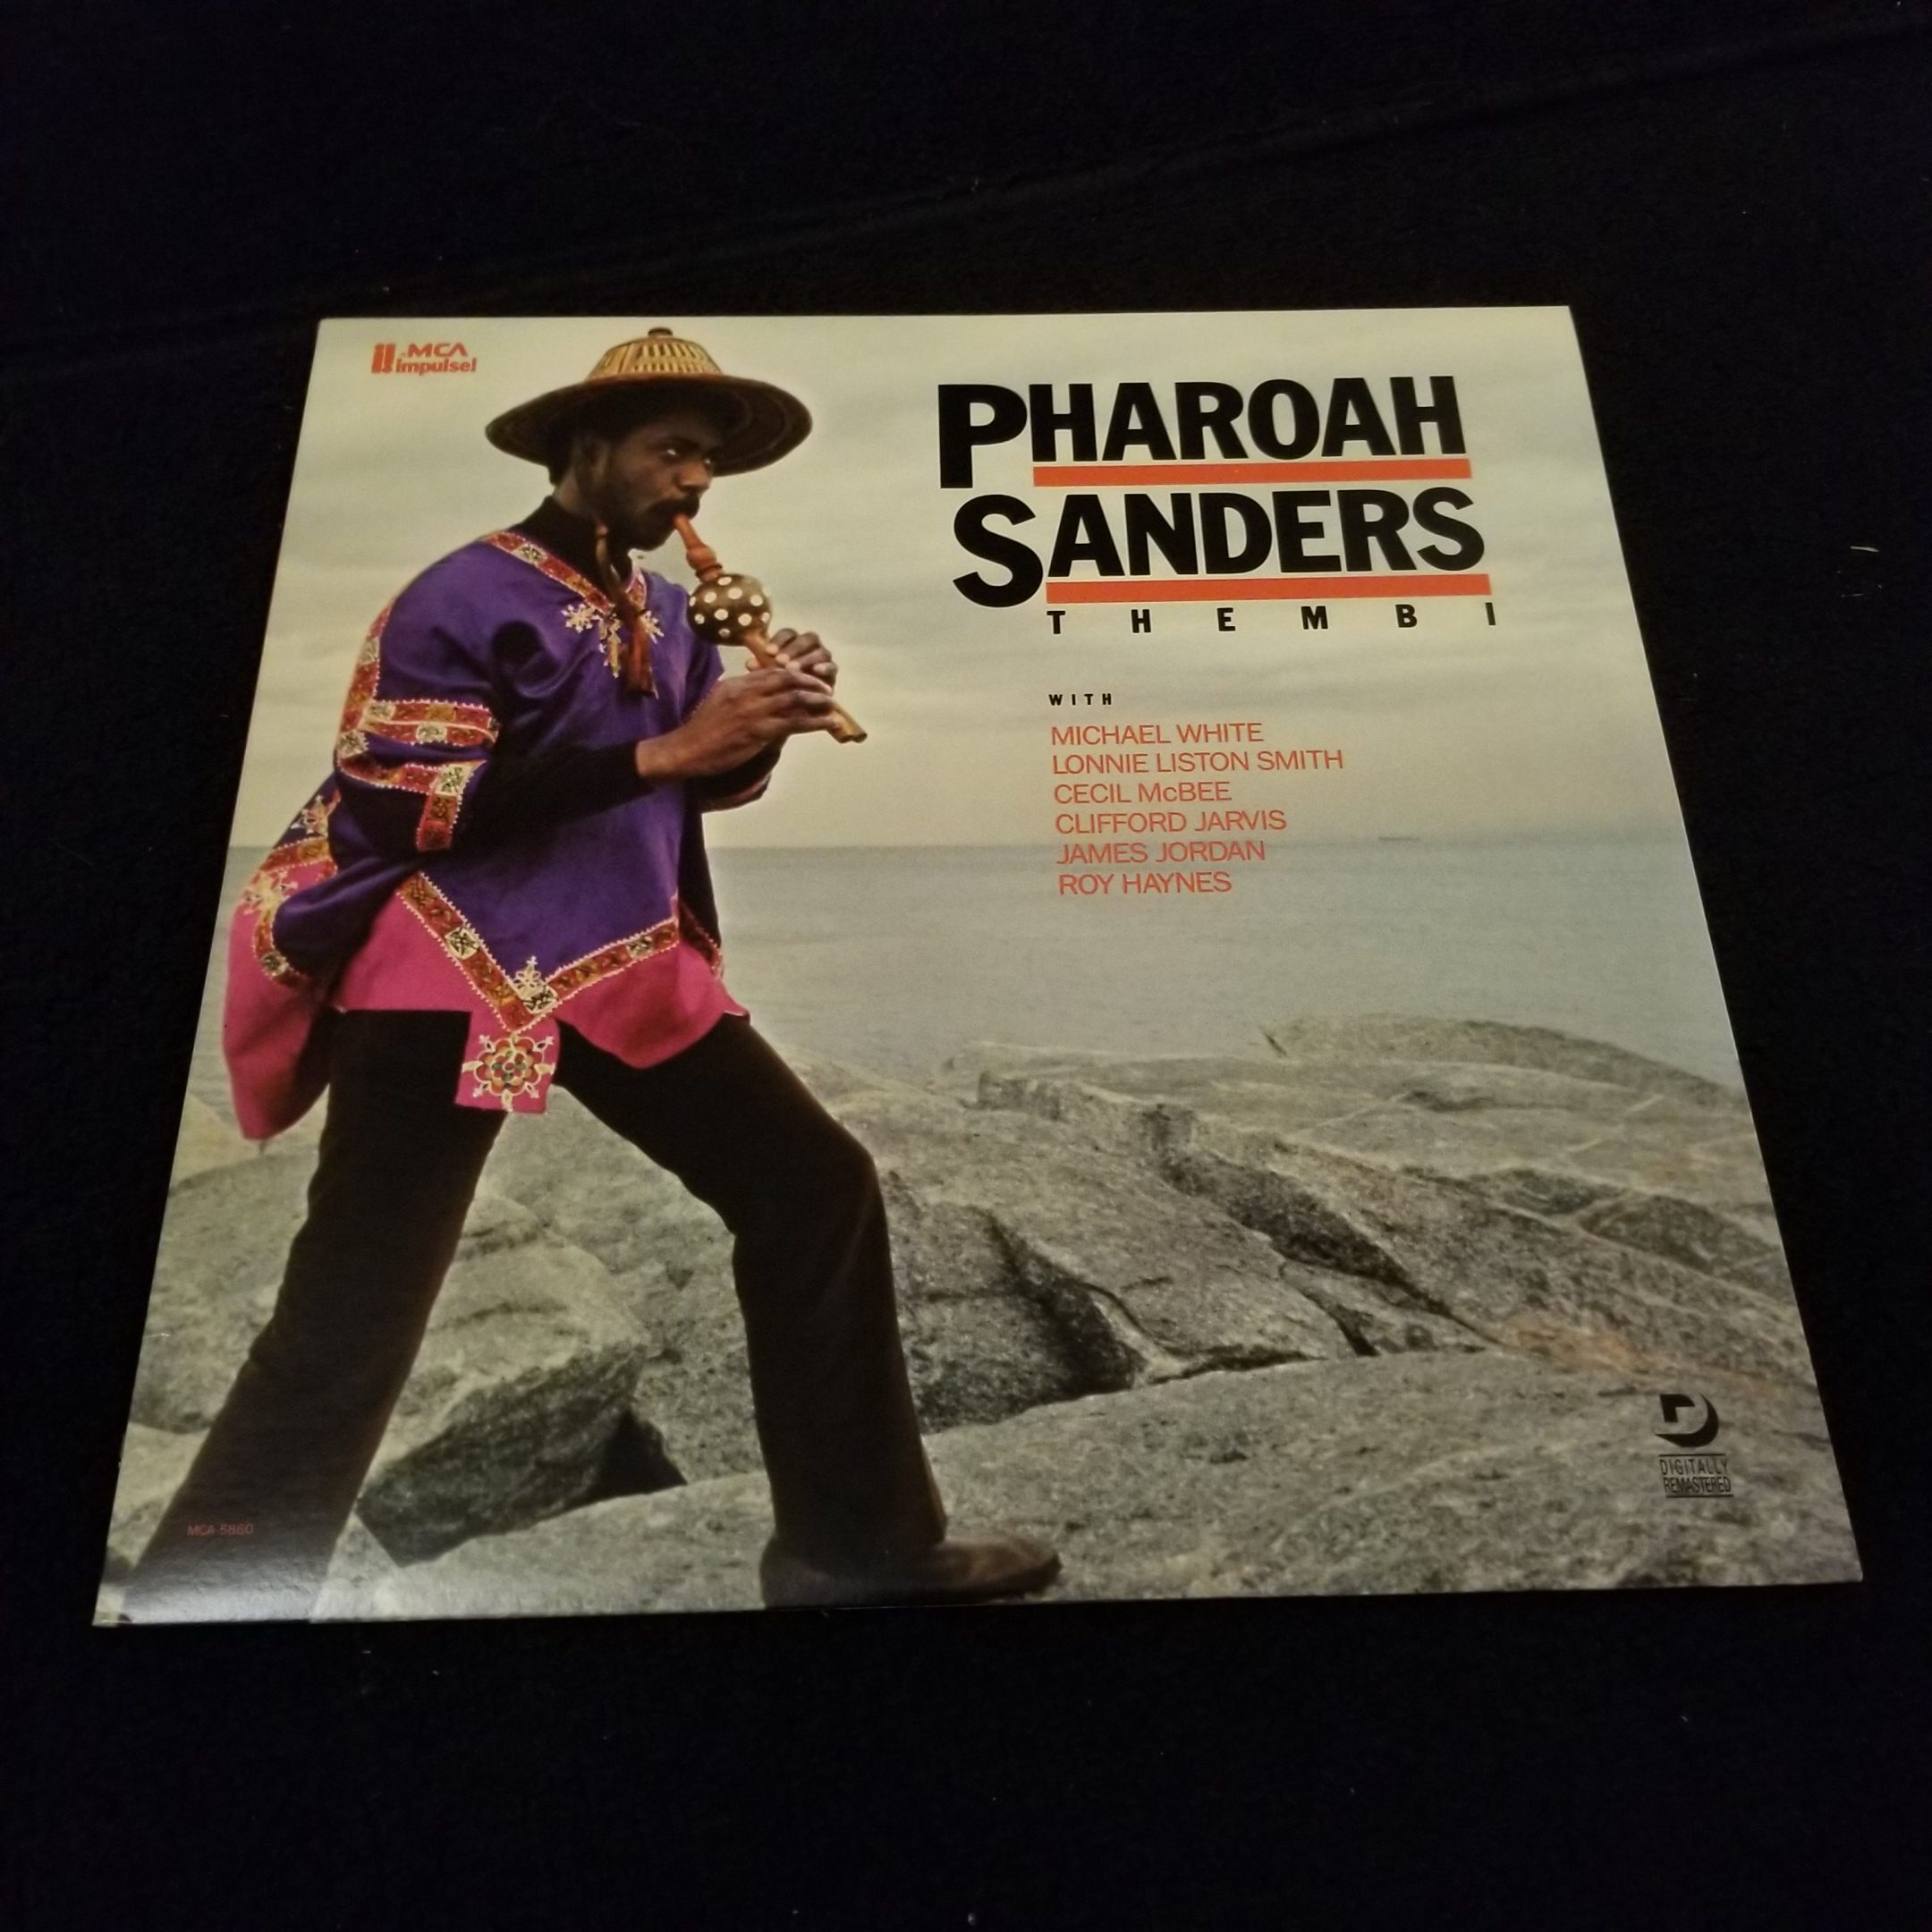 MCA
impulse!
PHAROAH
SANDERS
THEMBI
WITH
MICHAEL WHITE
LONNIE LISTON SMITH
CECIL McBEE
CLIFFORD JARVIS
JAMES JORDAN
ROY HAYNES
D
DIGITALLY
REMASTERED
MCA-5860